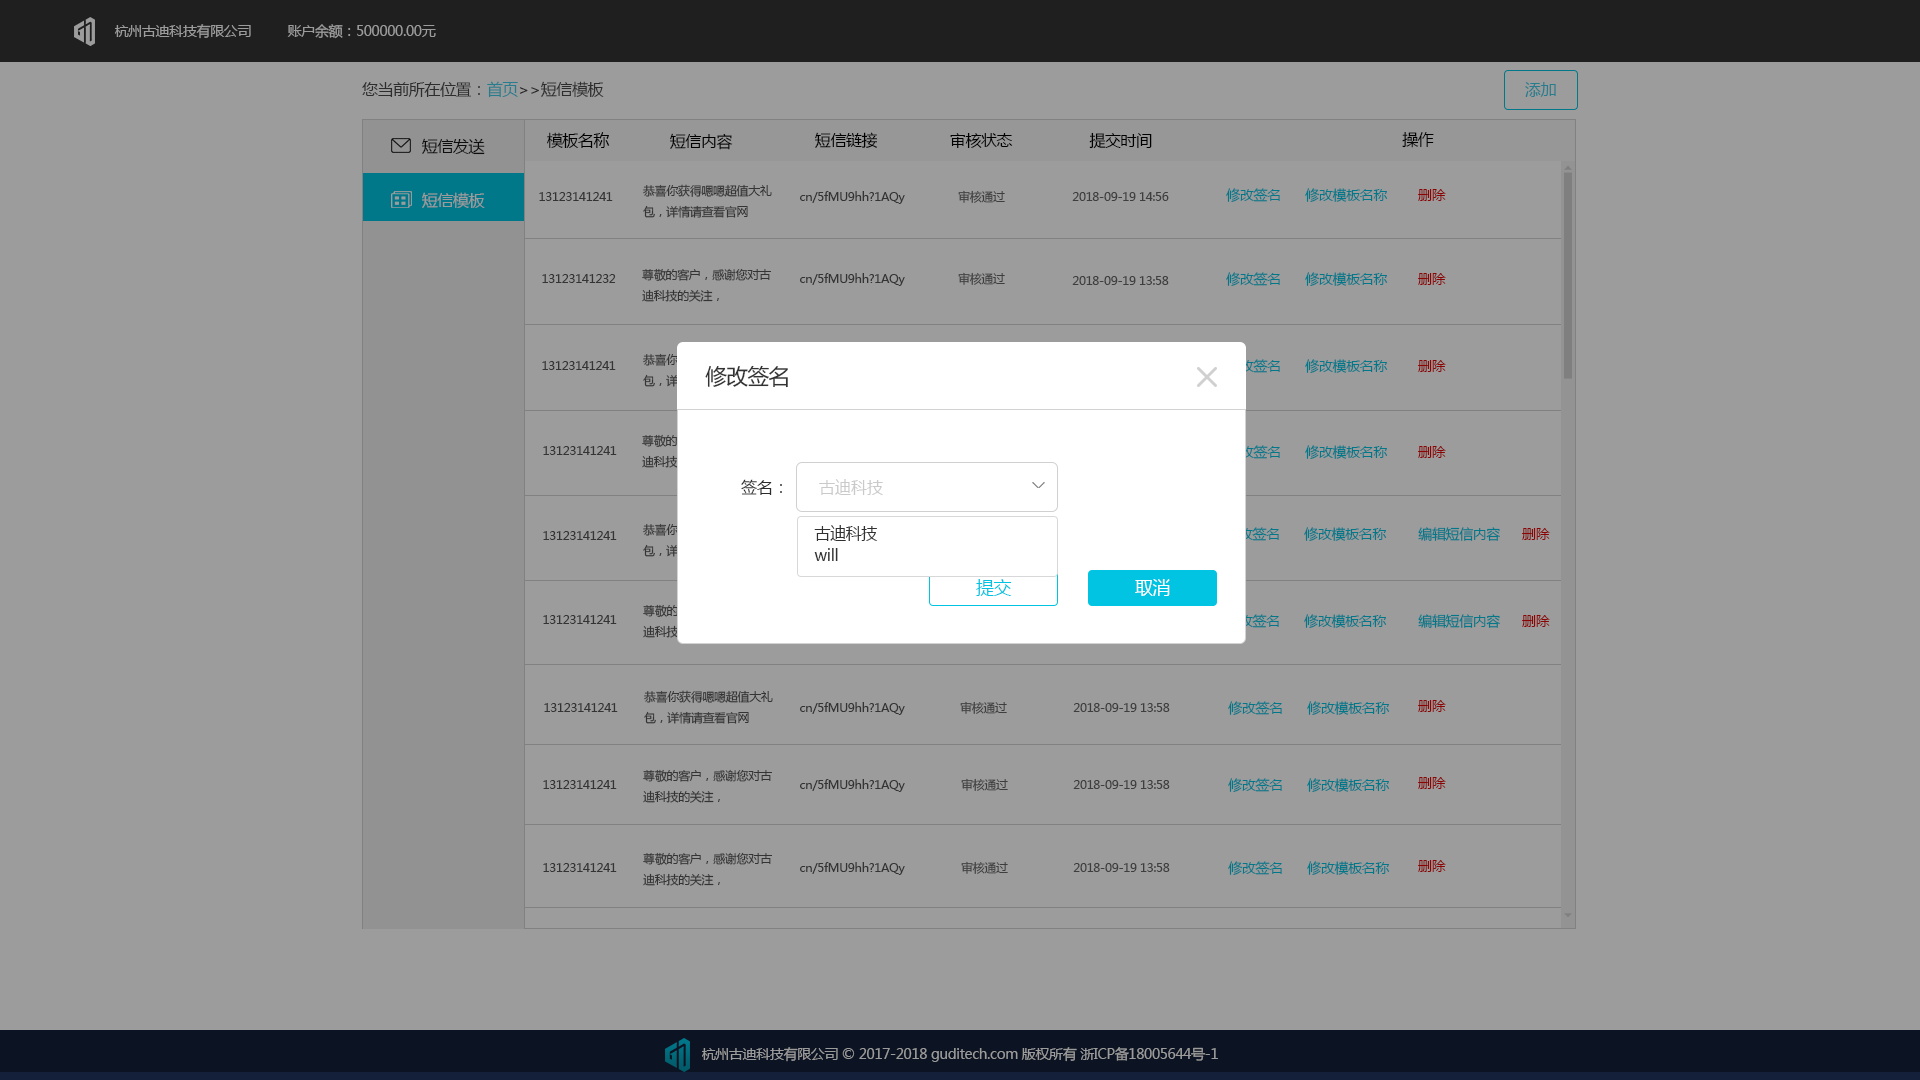 杭州古迪科技有限公司 账户余额：500000.00元
您当前所在位置：首页>>短信模板 添加
短信发送
短信模板
模板名称 短信内容 短信链接 审核状态 提交时间 操作
13123141241 恭喜你获得嗯嗯超值大礼包，详情请查看官网 cn/5fMU9hh?1AQy 审核通过 2018-09-19 14:56 修改签名 修改模板名称 删除
13123141232 尊敬的客户，感谢您对古迪科技的关注， cn/5fMU9hh?1AQy 审核通过 2018-09-19 13:58 修改签名 修改模板名称 删除
13123141241 恭喜你 包，详 改签名 修改模板名称 删除
13123141241 尊敬的 迪科技 改签名 修改模板名称 删除
13123141241 恭喜你 包，详 改签名 修改模板名称 编辑短信内容 删除
13123141241 尊敬的 迪科技 改签名 修改模板名称 编辑短信内容 删除
13123141241 恭喜你获得嗯嗯超值大礼包，详情请查看官网 cn/5fMU9hh?1AQy 审核通过 2018-09-19 13:58 修改签名 修改模板名称 删除
13123141241 尊敬的客户，感谢您对古迪科技的关注， cn/5fMU9hh?1AQy 审核通过 2018-09-19 13:58 修改签名 修改模板名称 删除
13123141241 尊敬的客户，感谢您对古迪科技的关注， cn/5fMU9hh?1AQy 审核通过 2018-09-19 13:58 修改签名 修改模板名称 删除
修改签名
签名： 古迪科技
古迪科技
will
提交 取消
杭州古迪科技有限公司 © 2017-2018 guditech.com 版权所有 浙ICP备18005644号-1